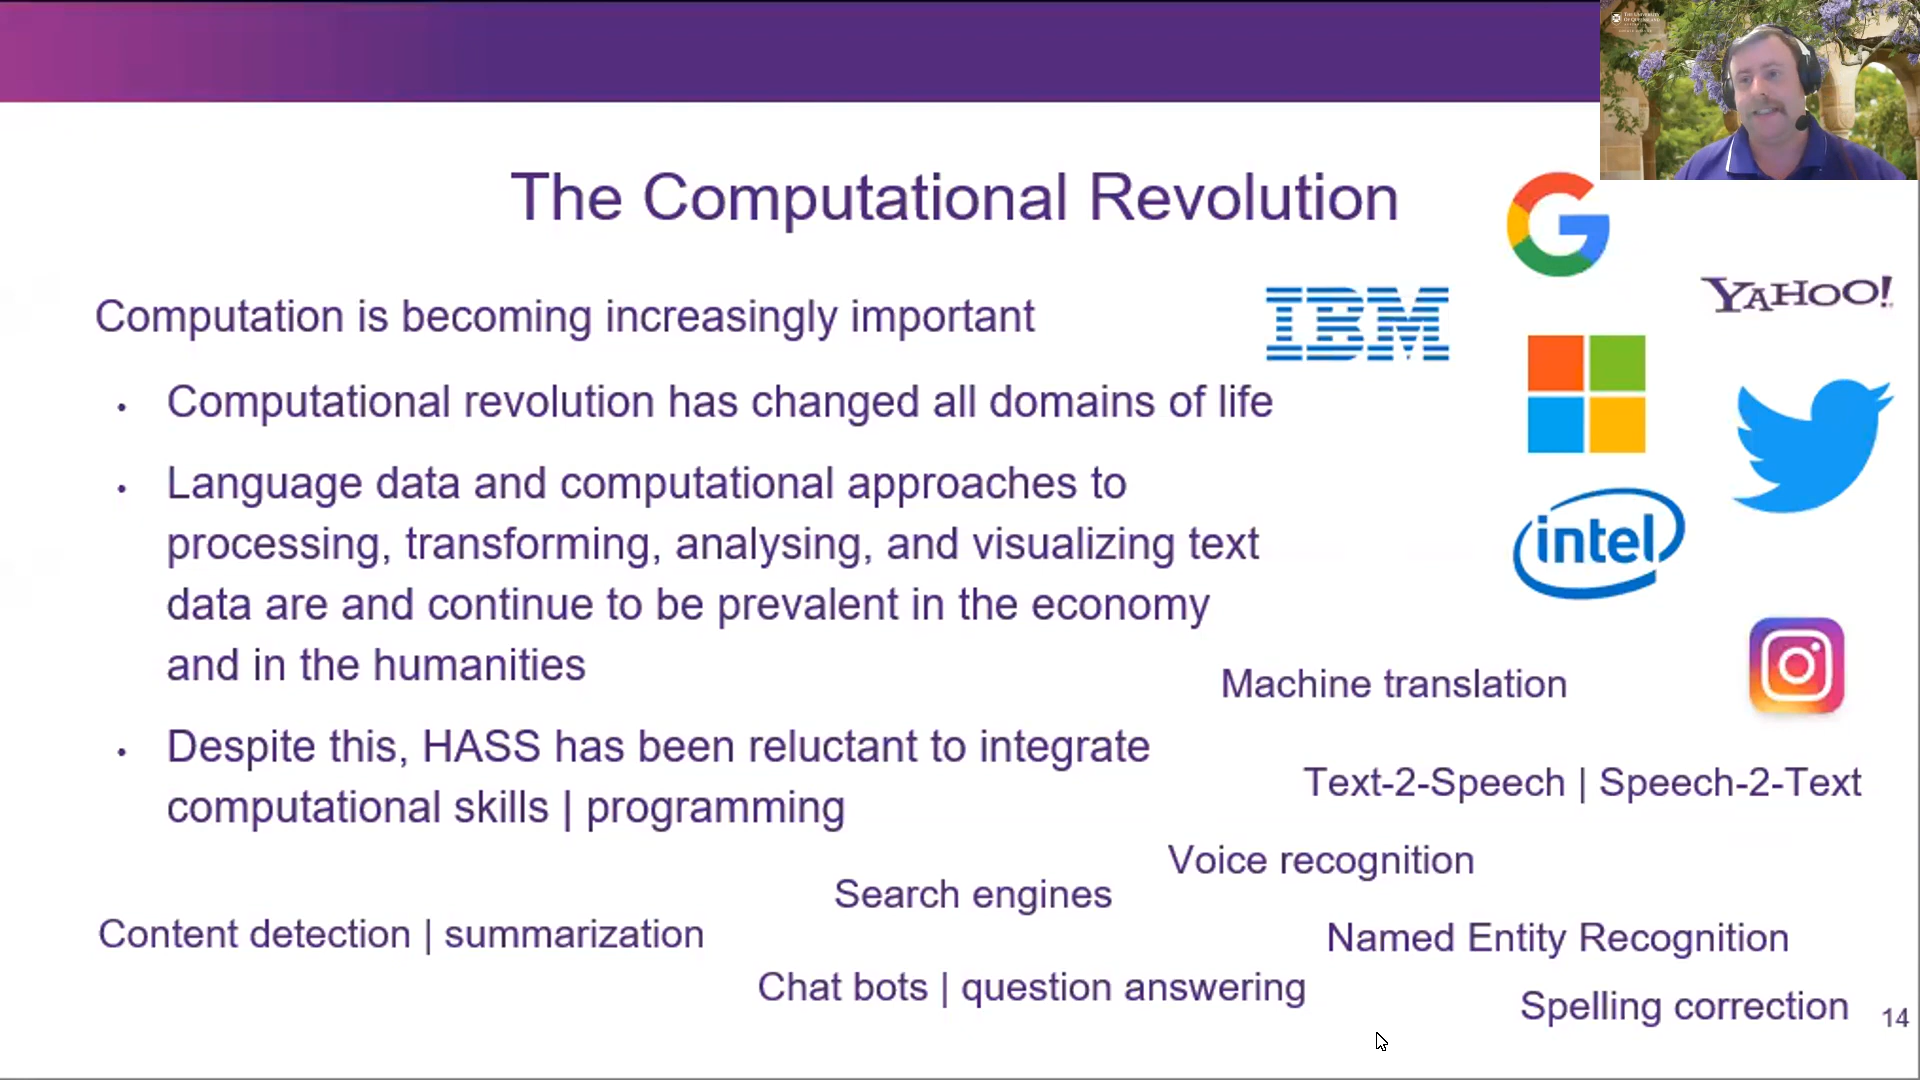 THE UNIVERSITY
OF QUEENSLAND
The Computational Revolution
Computation is becoming increasingly important
IBM
YAHOO!
• Computational revolution has changed all domains of life
• Language data and computational approaches to
processing, transforming, analysing, and visualizing text
data are and continue to be prevalent in the economy
and in the humanities
intel
• Despite this, HASS has been reluctant to integrate
computational skills | programming
Machine translation
Text-2-Speech | Speech-2-Text
Voice recognition
Search engines
Content detection | summarization
Named Entity Recognition
Chat bots | question answering
Spelling correction
14